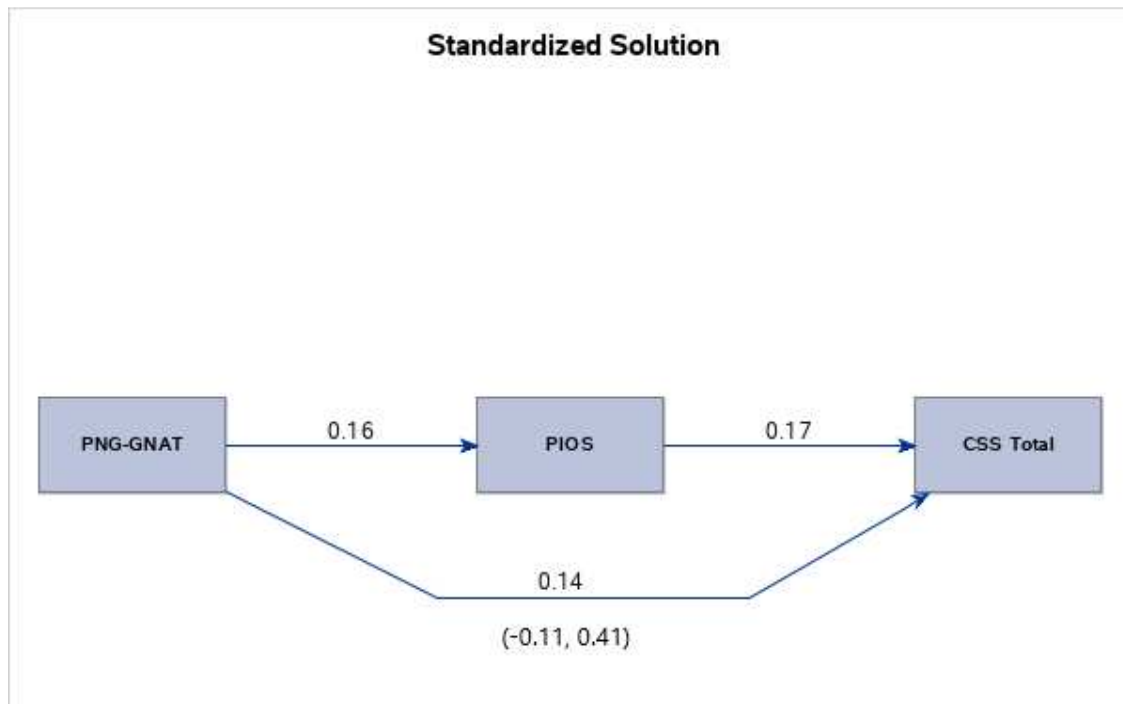 Standardized Solution
PNG-GNAT
0.16
PIOS
0.17
CSS Total
0.14
(-0.11, 0.41)